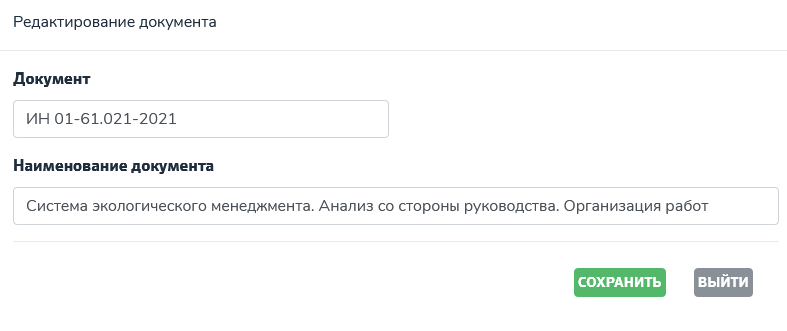 Редактирование документа
Документ
ИН 01-61.021-2021
Наименование документа
Система экологического менеджмента. Анализ со стороны руководства. Организация работ
СОХРАНИТЬ ВЫЙТИ